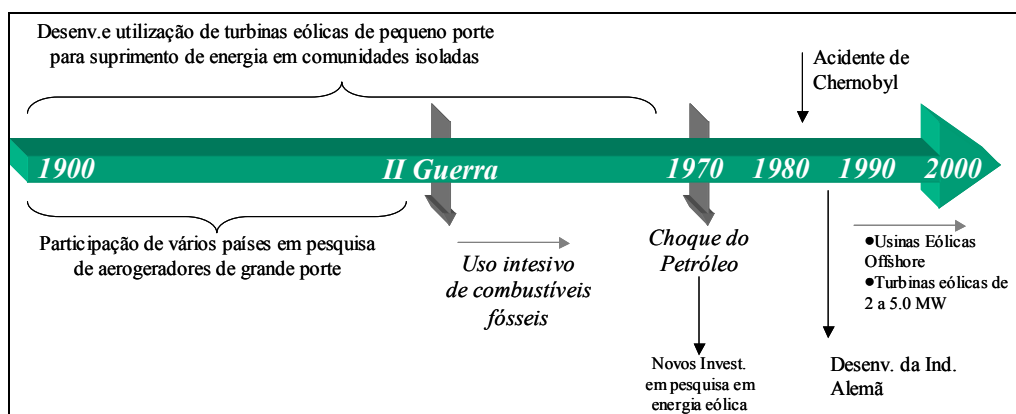 Desenv.e utilização de turbinas eólicas de pequeno porte
para suprimento de energia em comunidades isoladas
Acidente de
Chernobyl
1900
II Guerra
1970
1980
1990
2000
Participação de vários países em pesquisa
de aerogeradores de grande porte
Uso intesivo
de combustíveis
fósseis
Choque do
Petróleo
●Usinas Eólicas
Offshore
●Turbinas eólicas de
2 a 5.0 MW
Novos Invest.
em pesquisa em
energia eólica
Desenv. da Ind.
Alemã